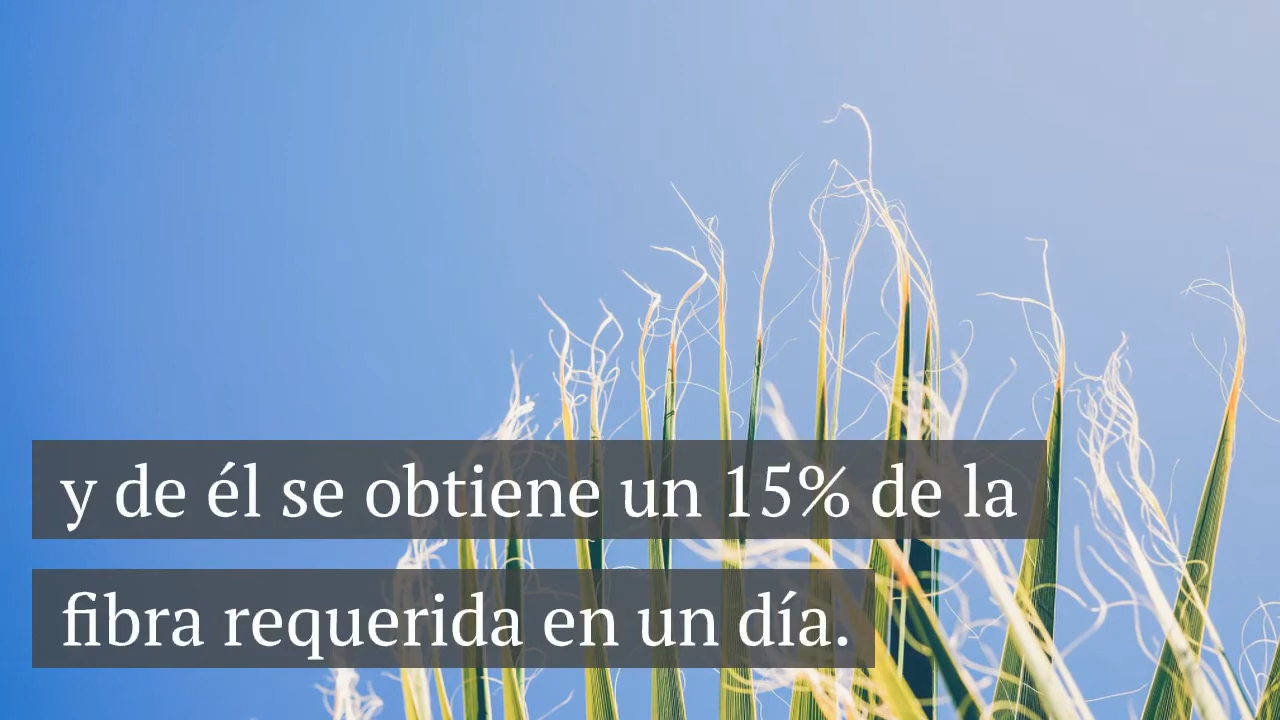 y de él se obtiene un 15% de la
fibra requerida en un día.